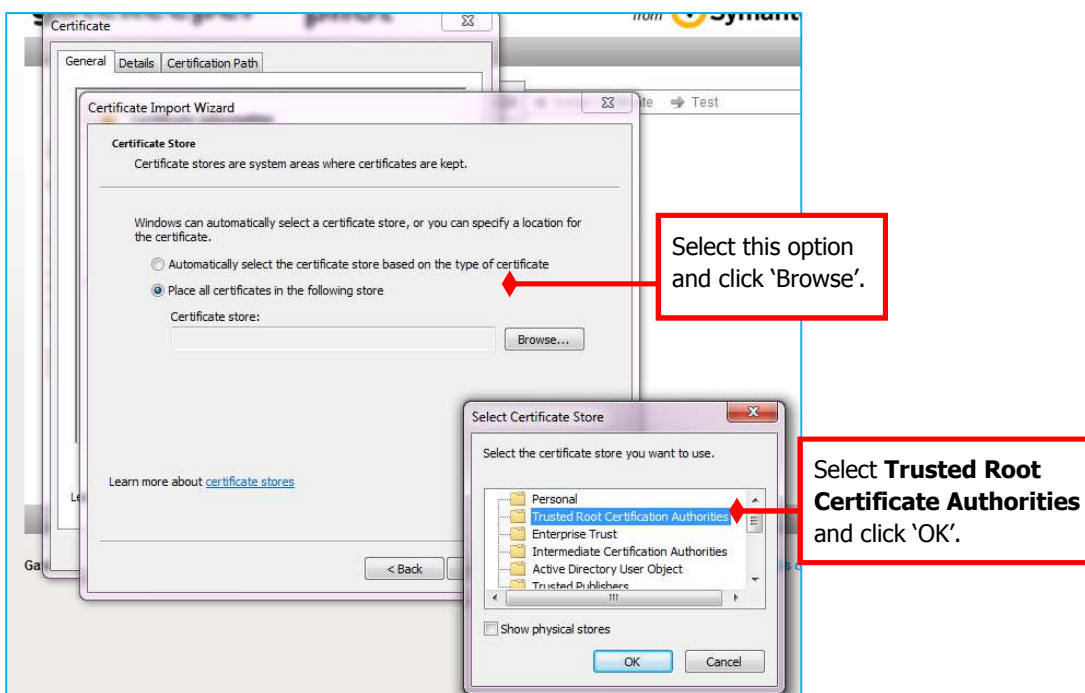 from Symant
Certificate
General Details Certification Path
Certificate Import Wizard
te Test
Certificate Store
Certificate stores are system areas where certificates are kept.
Windows can automatically select a certificate store, or you can specify a location for
the certificate.
Automatically select the certificate store based on the type of certificate
Place all certificates in the following store
Certificate store:
Browse...
Select this option
and click ‘Browse’.
Learn more about certificate stores
Le
Ga
< Back
Select Certificate Store
Select the certificate store you want to use.
Personal
Trusted Root Certification Authorities
Enterprise Trust
Intermediate Certification Authorities
Active Directory User Object
Trusted Publishers
Show physical stores
OK Cancel
Select Trusted Root
Certificate Authorities
and click ‘OK’.